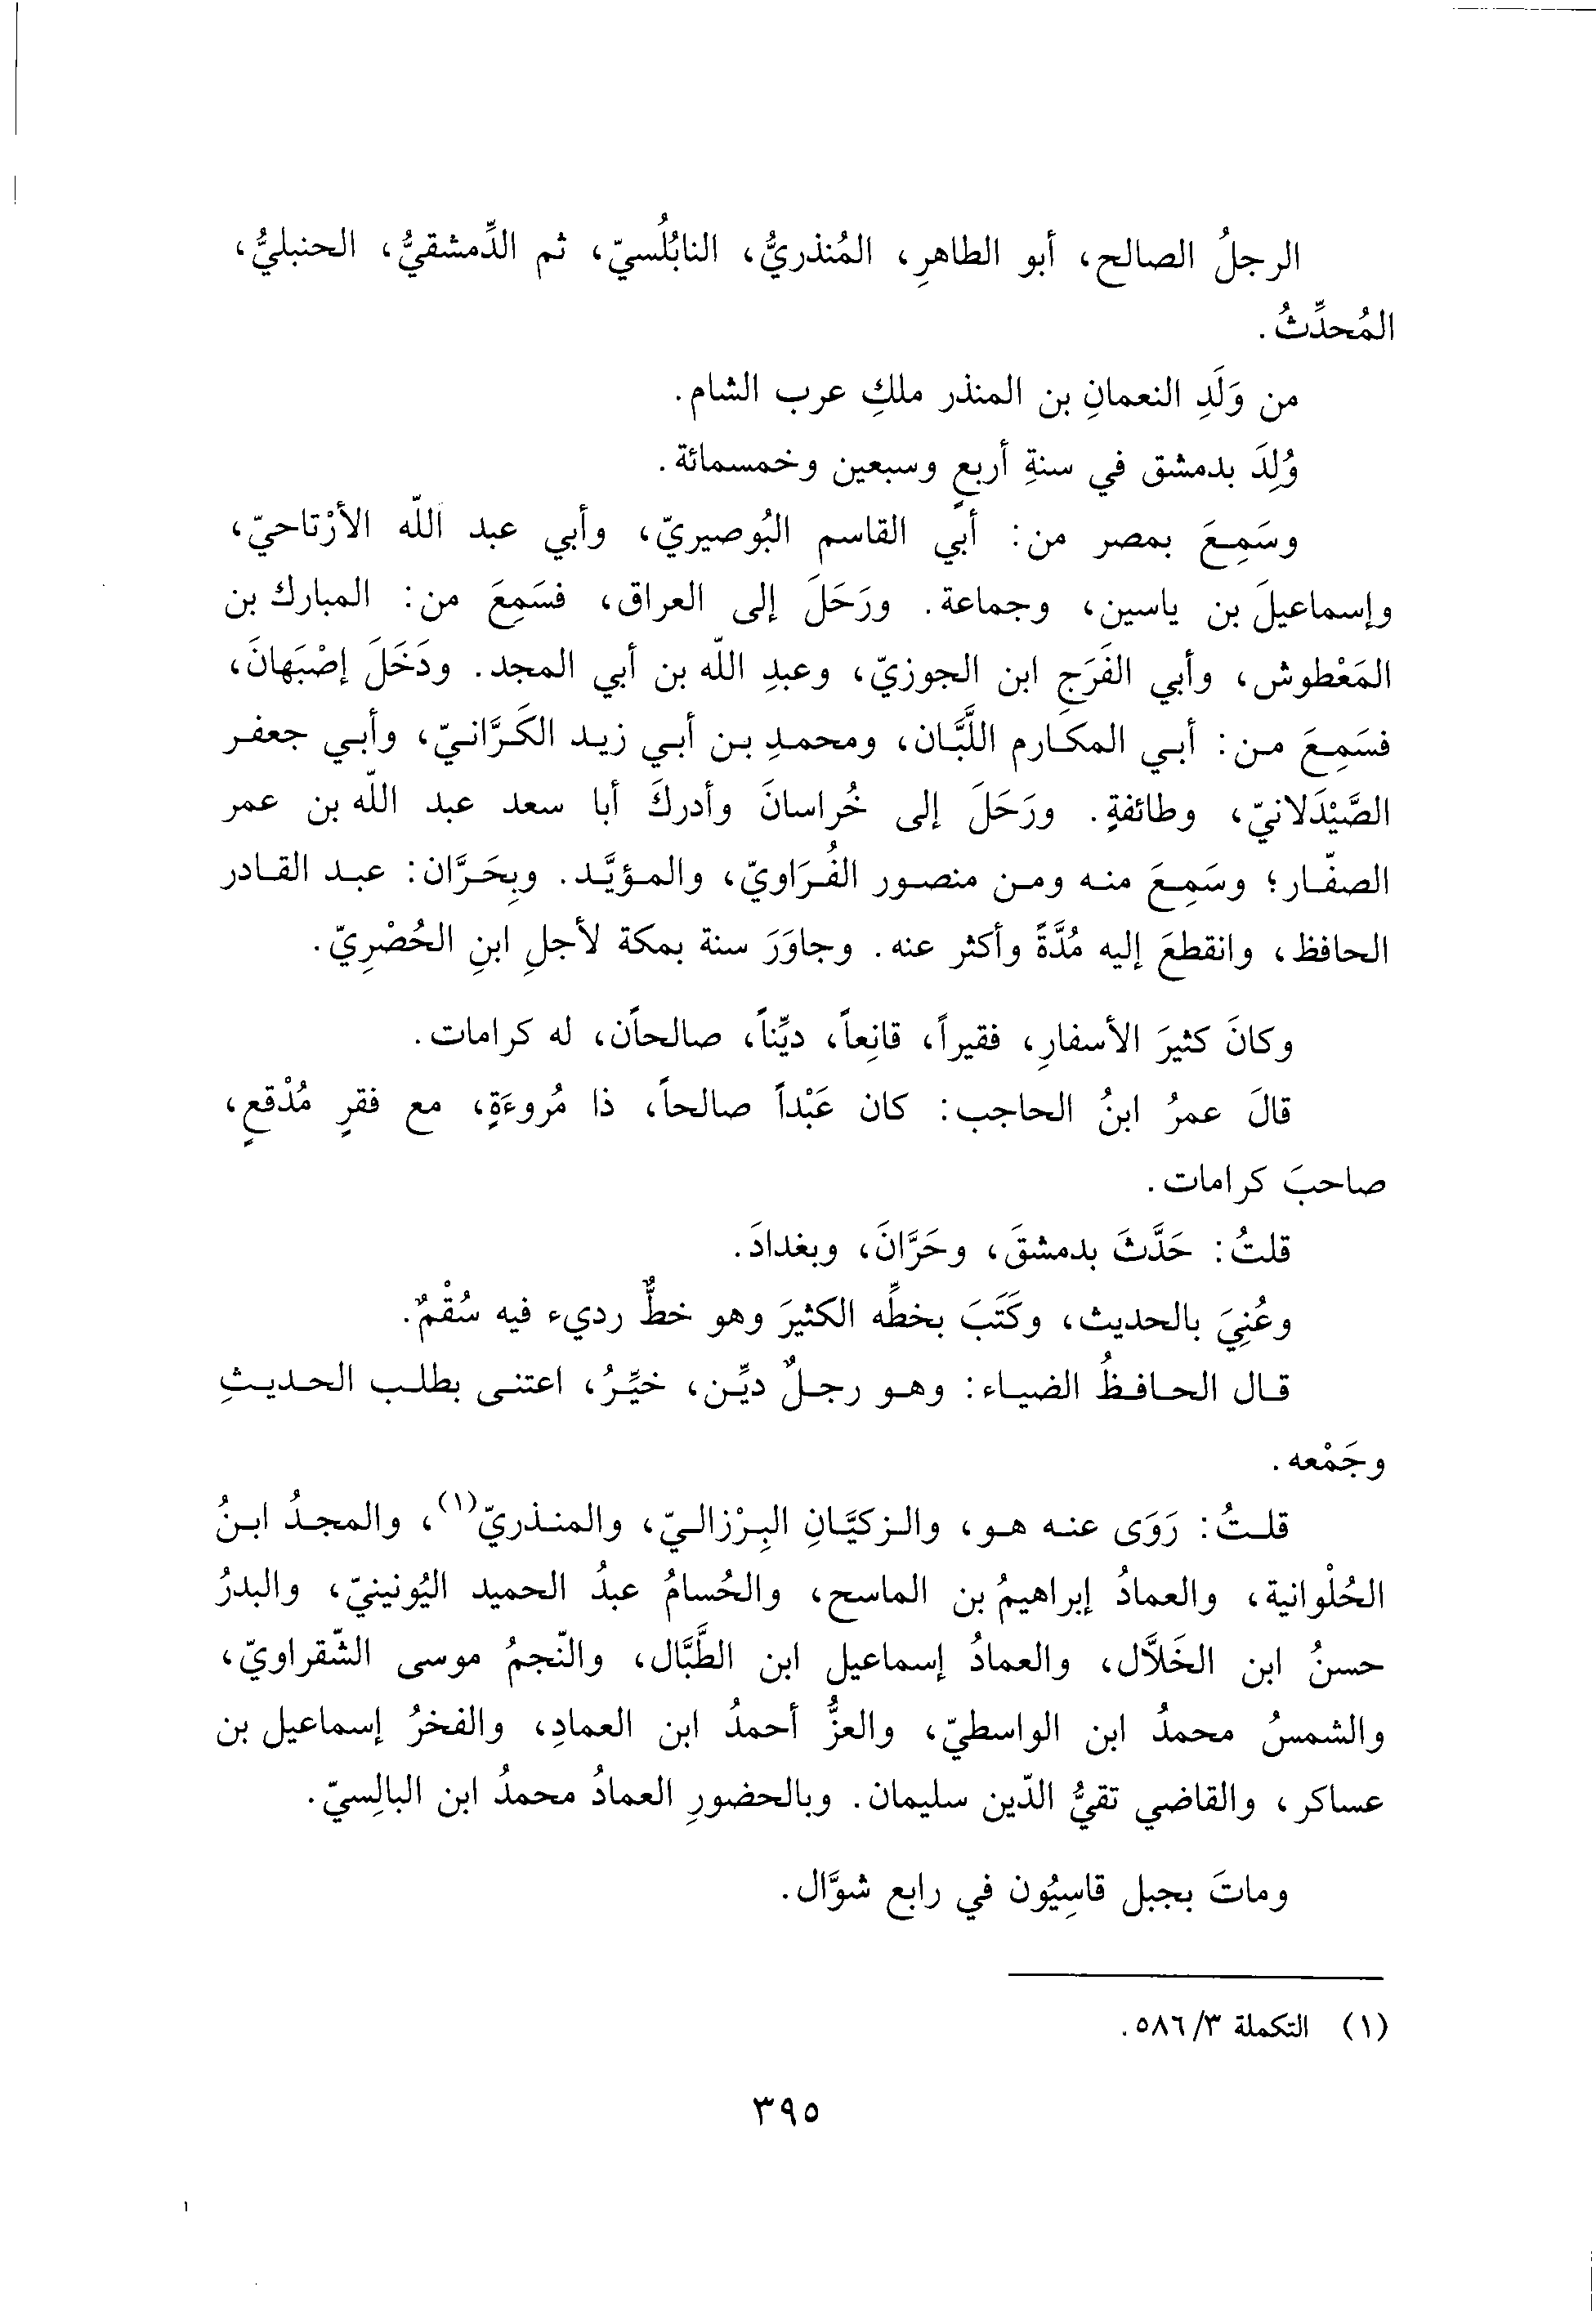 الرجلُ الصالح، أبو الطاهرِ، المُنذريُّ، النابُلُسيّ، ثم الدِّمشقيُّ، الحنبليُّ،
المُحدِّثُ.
من وَلَدِ النعمانِ بن المنذر ملكِ عرب الشام.
وُلِدَ بدمشق في سنةِ أربعٍ وسبعين وخمسمائة.
وسَمِعَ بمصر من: أبي القاسم البُوصيريّ، وأبي عبد اللّه الأرْتاحيّ،
وإسماعيلَ بن ياسين، وجماعة. ورَحَلَ إلى العراق، فسَمِعَ من: المبارك بن
المَعْطوش، وأبي الفَرَجِ ابن الجوزيّ، وعبدِ اللّه بن أبي المجد. ودَخَلَ إصْبَهانَ،
فسَمِعَ من: أبي المكارم اللَّبَّان، ومحمدِ بن أبي زيد الكَرَّانيّ، وأبي جعفر
الصَّيْدَلانيّ، وطائفةٍ. ورَحَلَ إلى خُراسانَ وأدركَ أبا سعد عبد اللّه بن عمر
الصفّار؛ وسَمِعَ منه ومن منصور الفُرَاويّ، والمؤيَّد. وبِحَرَّان: عبد القادر
الحافظ، وانقطعَ إليه مُدَّةً وأكثر عنه. وجاوَرَ سنة بمكة لأجلِ ابنِ الحُصْرِيّ.
وكانَ كثيرَ الأسفارِ، فقيراً، قانِعاً، ديِّناً، صالحاًن، له كرامات.
قالَ عمرُ ابنُ الحاجب: كان عَبْداً صالحاً، ذا مُروءَةٍ، مع فقرٍ مُدْقعٍ،
صاحبَ كرامات.
قلتُ: حَدَّثَ بدمشقَ، وحَرَّانَ، وبغدادَ.
وعُنِيَ بالحديث، وكَتَبَ بخطِّه الكثيرَ وهو خطٌّ رديء فيه سُقْمٌ.
قال الحافظُ الضياء: وهو رجلٌ ديِّن، خيِّرُ، اعتنى بطلب الحديثِ
وجَمْعه.
قلتُ: رَوَى عنه هو، والزكيَّانِ البِرْزاليّ، والمنذريّ(١)، والمجدُ ابنُ
الحُلْوانية، والعمادُ إبراهيمُ بن الماسح، والحُسامُ عبدُ الحميد اليُونينيّ، والبدرُ
حسنُ ابن الخَلاَّل، والعمادُ إسماعيل ابن الطَّبَّال، والنّجمُ موسى الشّقراويّ،
والشمسُ محمدُ ابن الواسطيّ، والعزُّ أحمدُ ابن العمادِ، والفخرُ إسماعيل بن
عساكر، والقاضي تقيُّ الدّين سليمان. وبالحضورِ العمادُ محمدُ ابن البالِسيّ.
وماتَ بجبل قاسِيُون في رابع شوَّال.
(١) التكملة ٣/ ٥٨٦.
٣٩٥